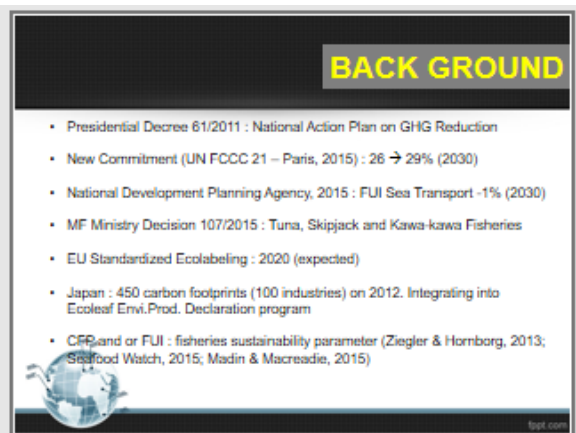 BACK GROUND
▪ Presidential Decree 61/2011 : National Action Plan on GHG Reduction
▪ New Commitment (UN FCCC 21 – Paris, 2015) : 26 → 29% (2030)
▪ National Development Planning Agency, 2015 : FUI Sea Transport -1% (2030)
▪ MF Ministry Decision 107/2015 : Tuna, Skipjack and Kawa-kawa Fisheries
▪ EU Standardized Ecolabeling : 2020 (expected)
▪ Japan : 450 carbon footprints (100 industries) on 2012. Integrating into
Ecoleaf Envi.Prod. Declaration program
▪ CFP and or FUI : fisheries sustainability parameter (Ziegler & Hornborg, 2013;
Seafood Watch, 2015; Madin & Macreadie, 2015)
fppt.com